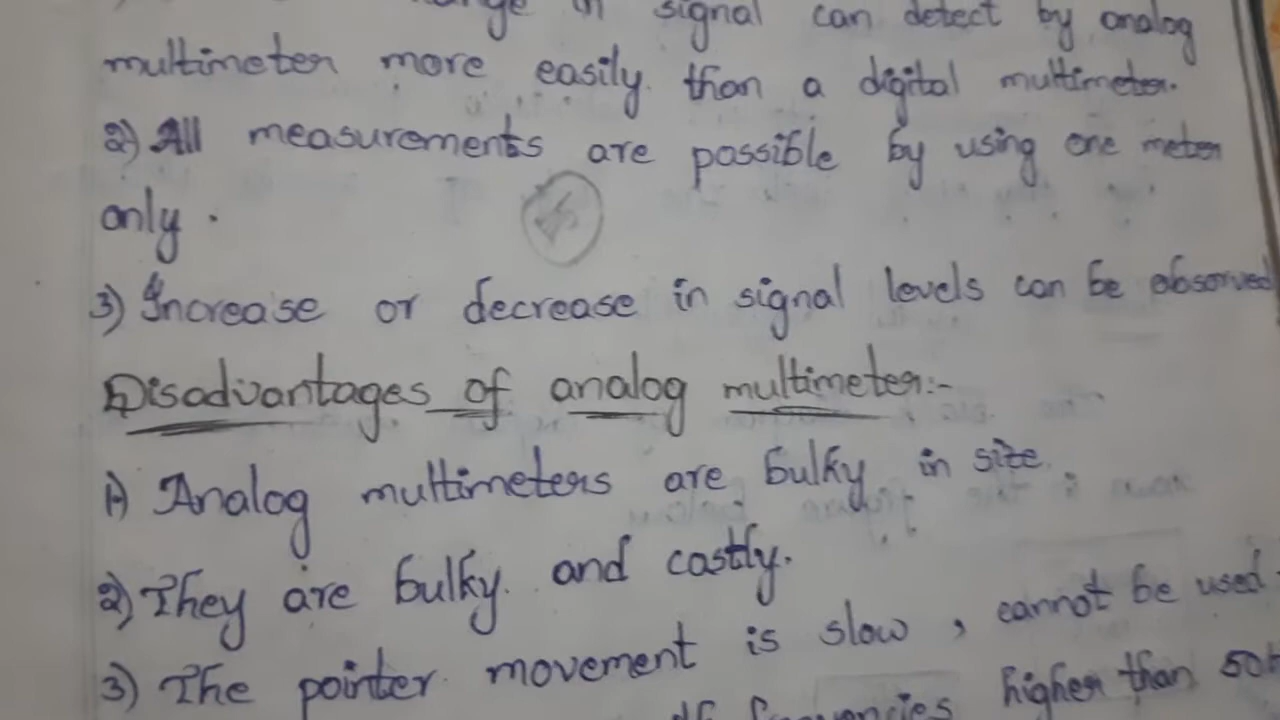 in signal can detect by analog
multimeter more easily than a digital multimeter.
2) All measurements are possible by using one meter
only.
3) Increase or decrease in signal levels can be observed
Disadvantages of analog multimeter:-
1) Analog multimeters are bulky in size.
2) They are bulky and costly.
3) The pointer movement is slow, cannot be used
higher than 50